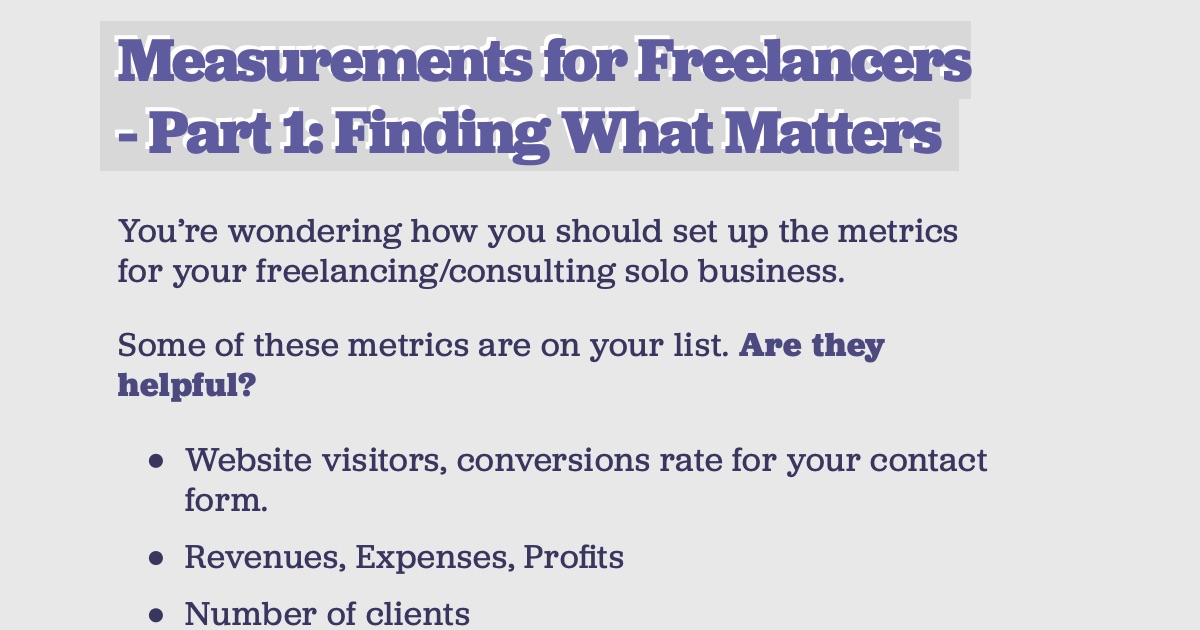 Measurements for Freelancers
- Part 1: Finding What Matters
You’re wondering how you should set up the metrics
for your freelancing/consulting solo business.
Some of these metrics are on your list. Are they
helpful?
● Website visitors, conversions rate for your contact
form.
● Revenues, Expenses, Profits
● Number of clients